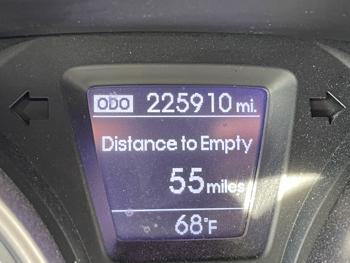 ODO 225910 mi.
Distance to Empty
55 miles
68°F